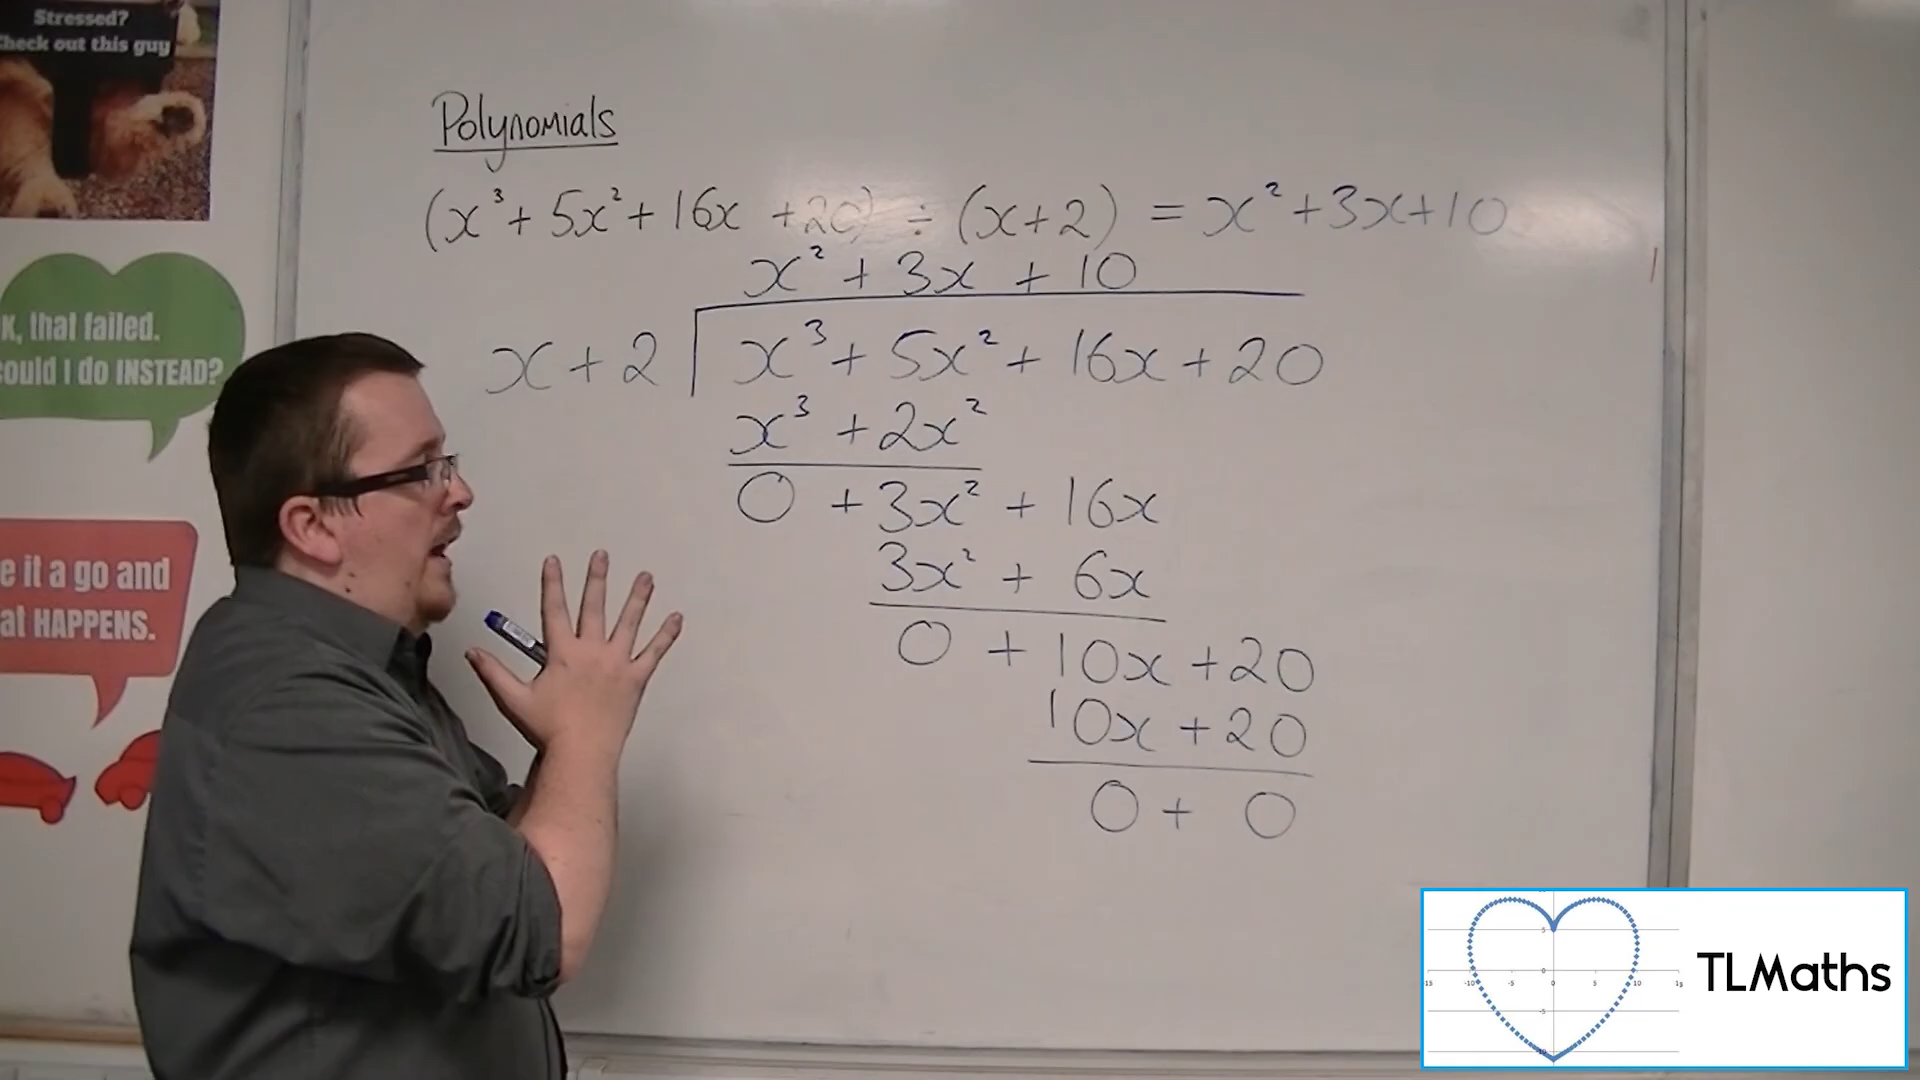 Stressed?
Check out this guy
K, that failed.
ould I do INSTEAD?
e it a go and
at HAPPENS.
Polynomials
(x³ + 5x² + 16x + 20) ÷ (x+2) = x² + 3x + 10
x² + 3x + 10
x + 2 x³ + 5x² + 16x + 20
x³ + 2x²
0 + 3x² + 16x
3x² + 6x
0 + 10x + 20
10x + 20
0 + 0
TLMaths